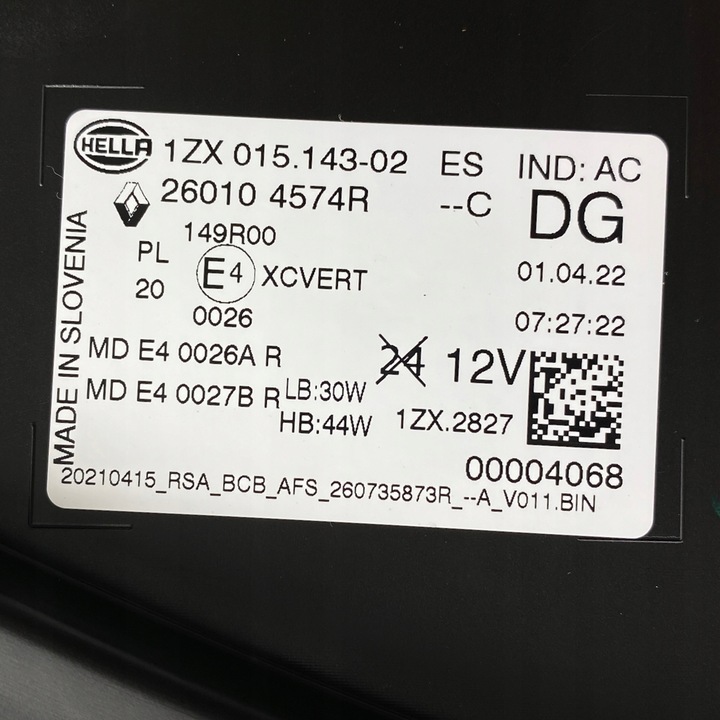 HELLA 1ZX 015.143-02 ES IND: AC
26010 4574R --C DG
149R00
PL E4 XCVERT 01.04.22
20
0026 07:27:22
MD E4 0026A R 24 12V
MD E4 0027B R LB:30W
HB:44W 1ZX.2827
00004068
20210415_RSA_BCB_AFS_260735873R_--A_V011.BIN
MADE IN SLOVENIA